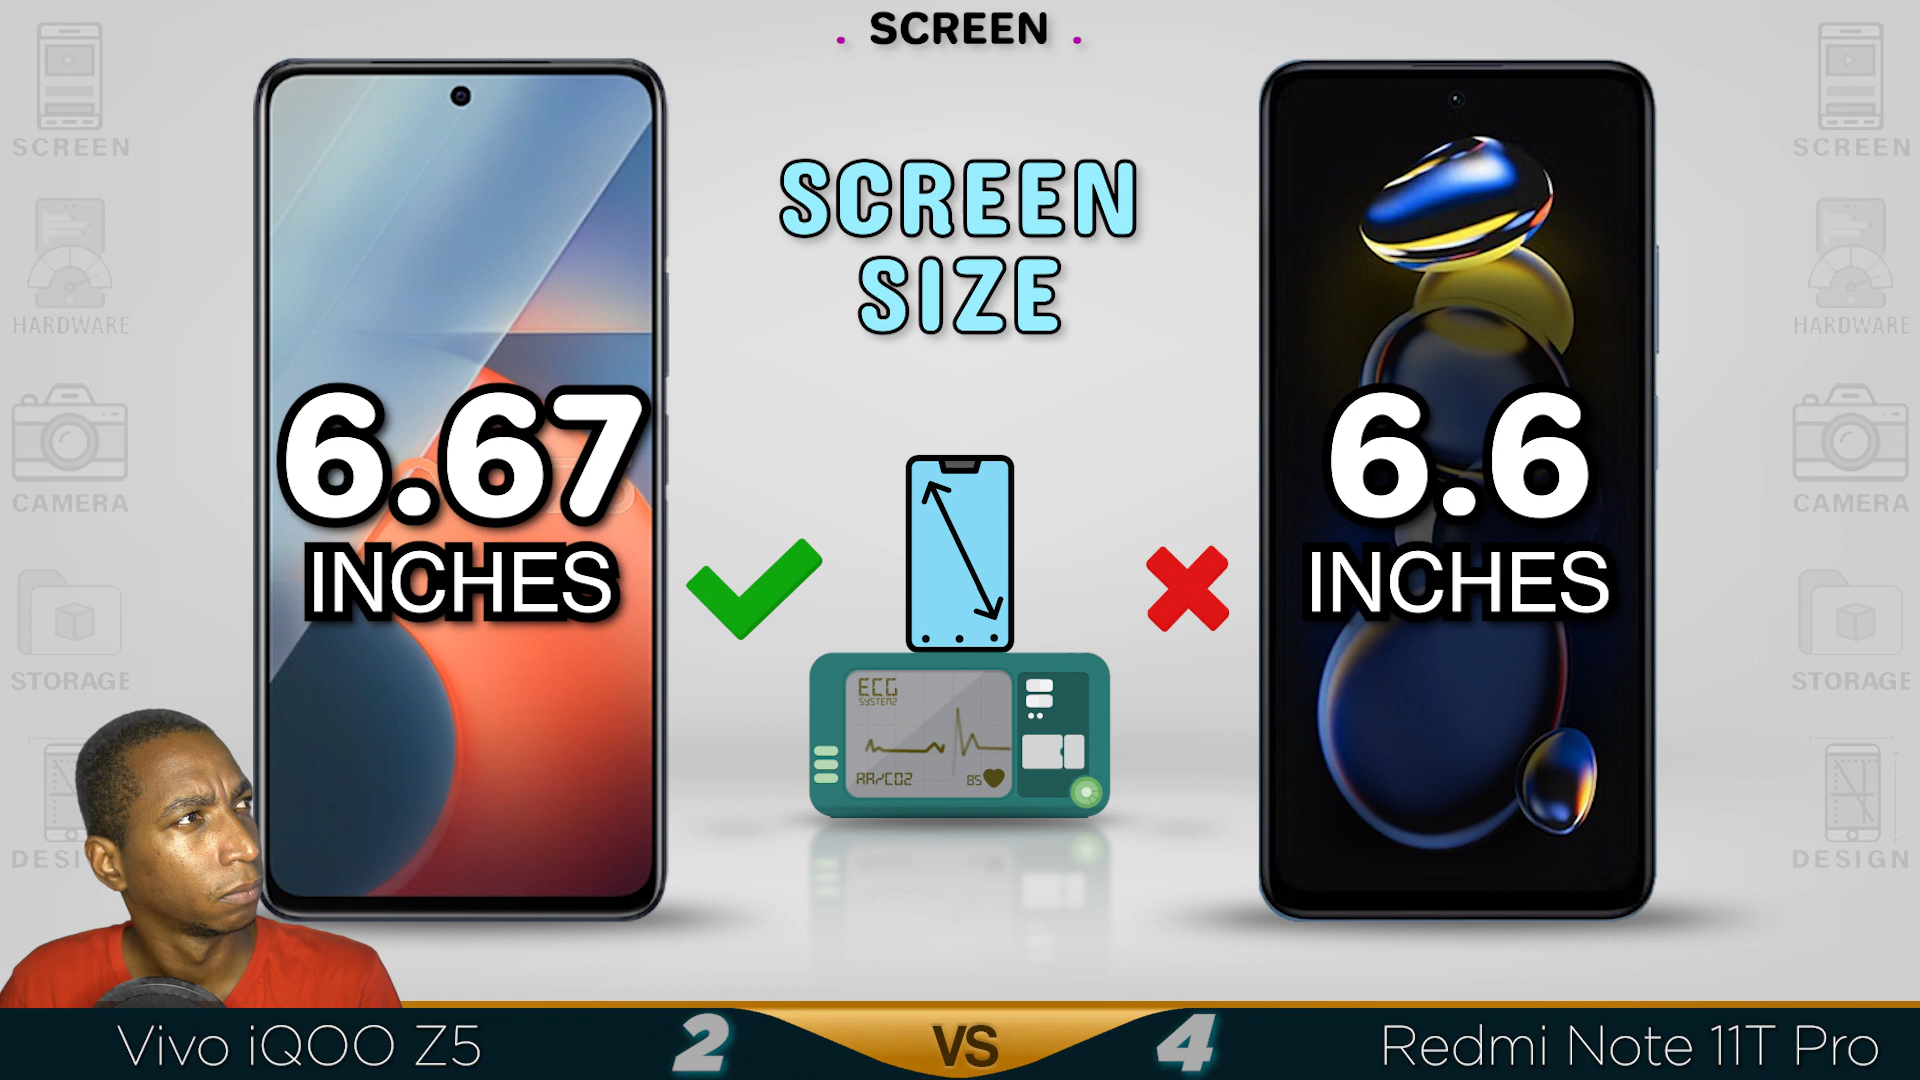 . SCREEN .
SCREEN
HARDWARE
CAMERA
STORAGE
DESI
SCREEN
SIZE
6.67
INCHES
6.6
INCHES
ECG
SYSTEM2
RR/CO2
85
SCREEN
HARDWARE
CAMERA
STORAGE
DESIGN
Vivo iQOO Z5
2
VS
4
Redmi Note 11T Pro